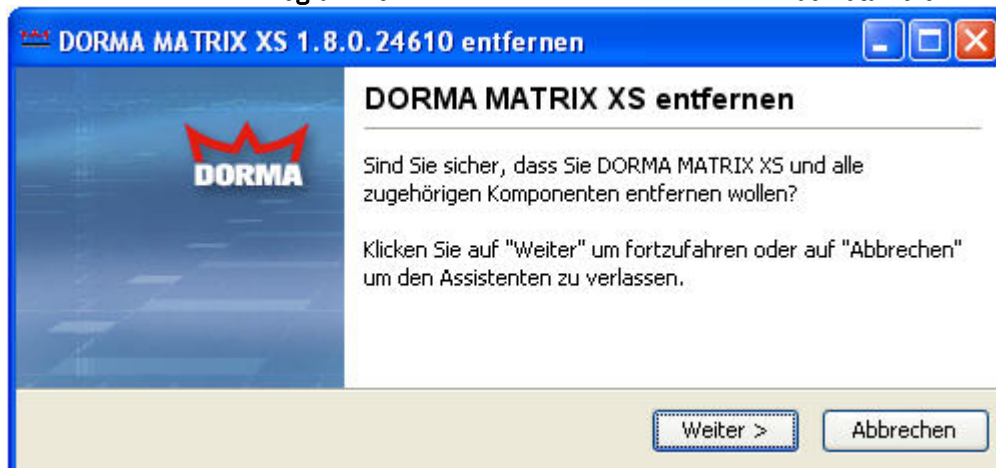 DORMA MATRIX XS 1.8.0.24610 entfernen
DORMA MATRIX XS entfernen
DORMA
Sind Sie sicher, dass Sie DORMA MATRIX XS und alle
zugehörigen Komponenten entfernen wollen?
Klicken Sie auf "Weiter" um fortzufahren oder auf "Abbrechen"
um den Assistenten zu verlassen.
Weiter >
Abbrechen